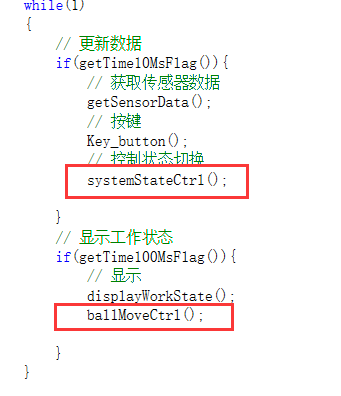 while(1)
{
// 更新数据
if(getTime10MsFlag()){
// 获取传感器数据
getSensorData();
// 按键
Key_button();
// 控制状态切换
systemStateCtrl();
}
// 显示工作状态
if(getTime100MsFlag()){
// 显示
displayWorkState();
ballMoveCtrl();
}
}